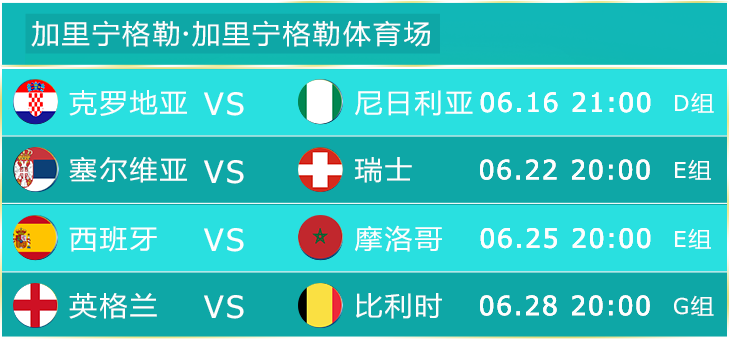 加里宁格勒·加里宁格勒体育场
克罗地亚 VS 尼日利亚 06.16 21:00 D组
塞尔维亚 VS 瑞士 06.22 20:00 E组
西班牙 VS 摩洛哥 06.25 20:00 E组
英格兰 VS 比利时 06.28 20:00 G组